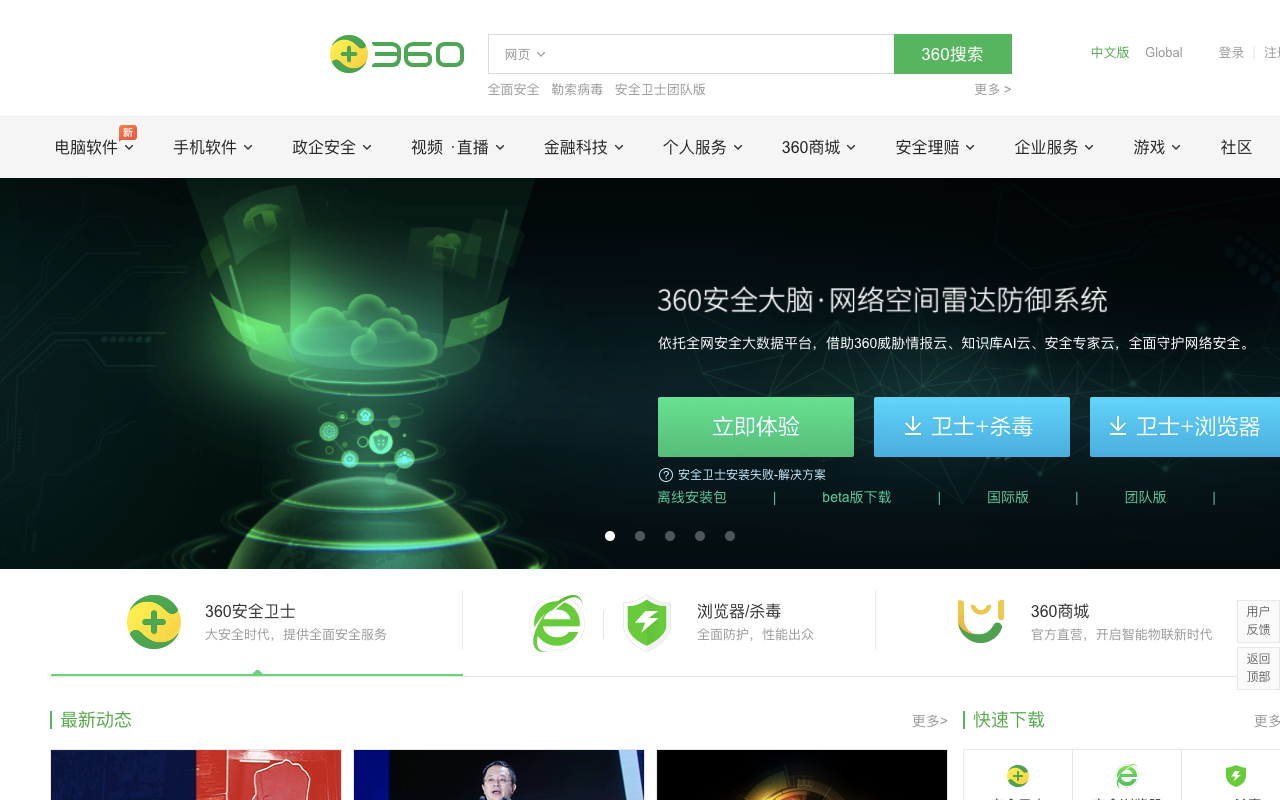 360
网页
360搜索
中文版 Global 登录
全面安全 勒索病毒 安全卫士团队版 更多 >
新
电脑软件 手机软件 政企安全 视频 ·直播 金融科技 个人服务 360商城 安全理赔 企业服务 游戏 社区
360安全大脑·网络空间雷达防御系统
依托全网安全大数据平台，借助360威胁情报云、知识库AI云、安全专家云，全面守护网络安全。
立即体验 卫士+杀毒 卫士+浏览器
安全卫士安装失败-解决方案
离线安装包 | beta版下载 | 国际版 | 团队版 |
360安全卫士
大安全时代，提供全面安全服务
浏览器/杀毒
全面防护，性能出众
360商城
官方直营，开启智能物联新时代
用户
反馈
返回
顶部
最新动态 更多>
快速下载 更多